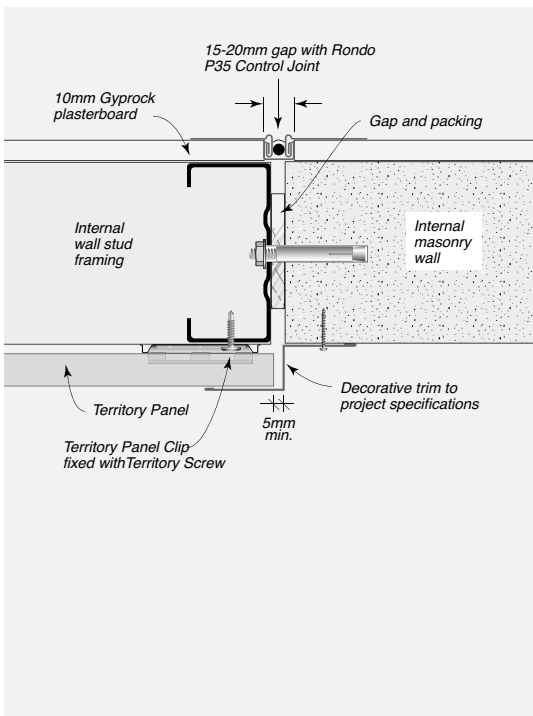 15-20mm gap with Rondo
P35 Control Joint
10mm Gyprock
plasterboard
Gap and packing
Internal
wall stud
framing
Internal
masonry
wall
Territory Panel
Decorative trim to
project specifications
5mm
min.
Territory Panel Clip
fixed withTerritory Screw